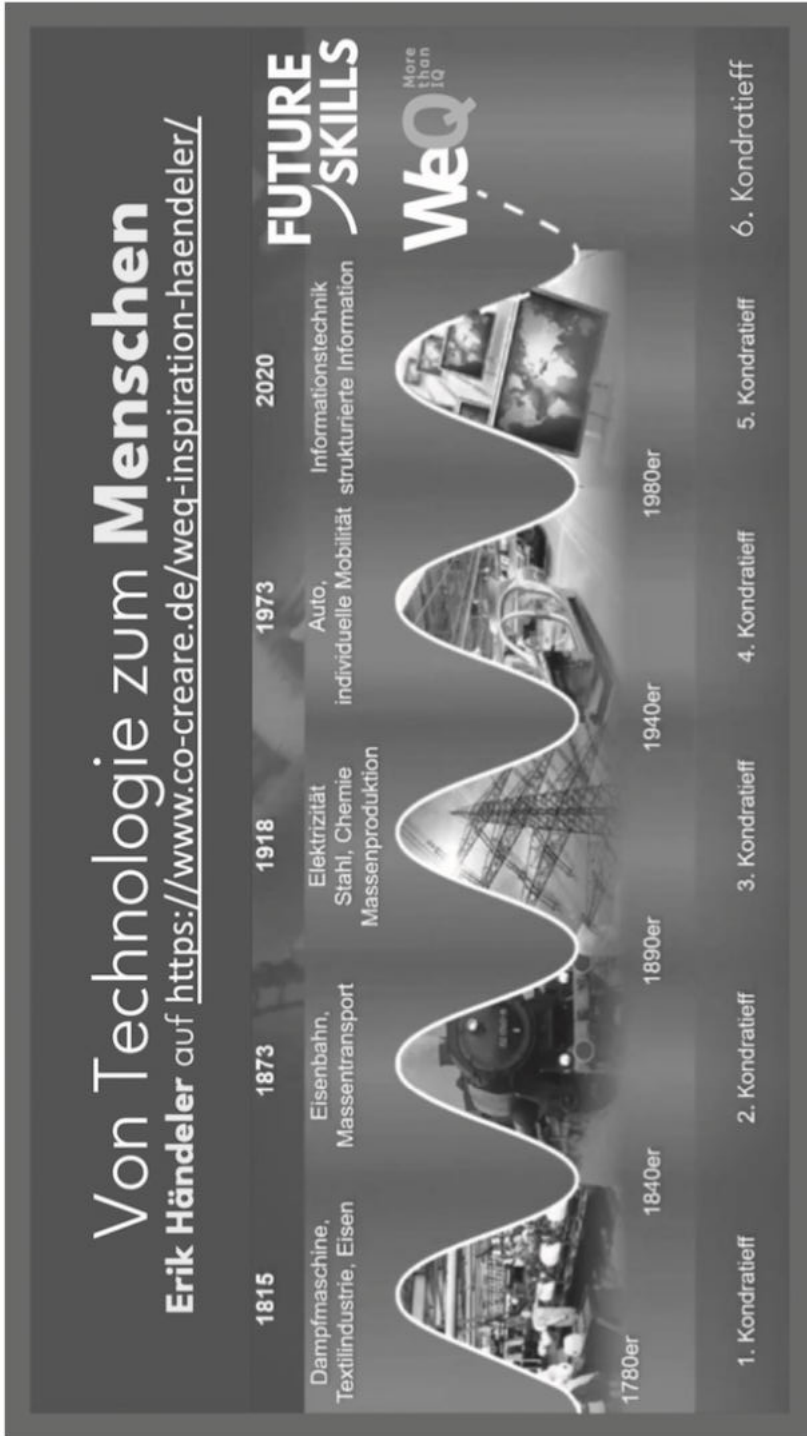 Von Technologie zum Menschen
Erik Händeler auf https://www.co-creare.de/weq-inspiration-haendeler/
1815
1873
1918
1973
2020
Dampfmaschine,
Textilindustrie, Eisen
Eisenbahn,
Massentransport
Elektrizität
Stahl, Chemie
Massenproduktion
Auto,
individuelle Mobilität
Informationstechnik
strukturierte Information
FUTURE
SKILLS
WeQ
More
than
IQ
1780er
1840er
1890er
1940er
1980er
1. Kondratieff
2. Kondratieff
3. Kondratieff
4. Kondratieff
5. Kondratieff
6. Kondratieff